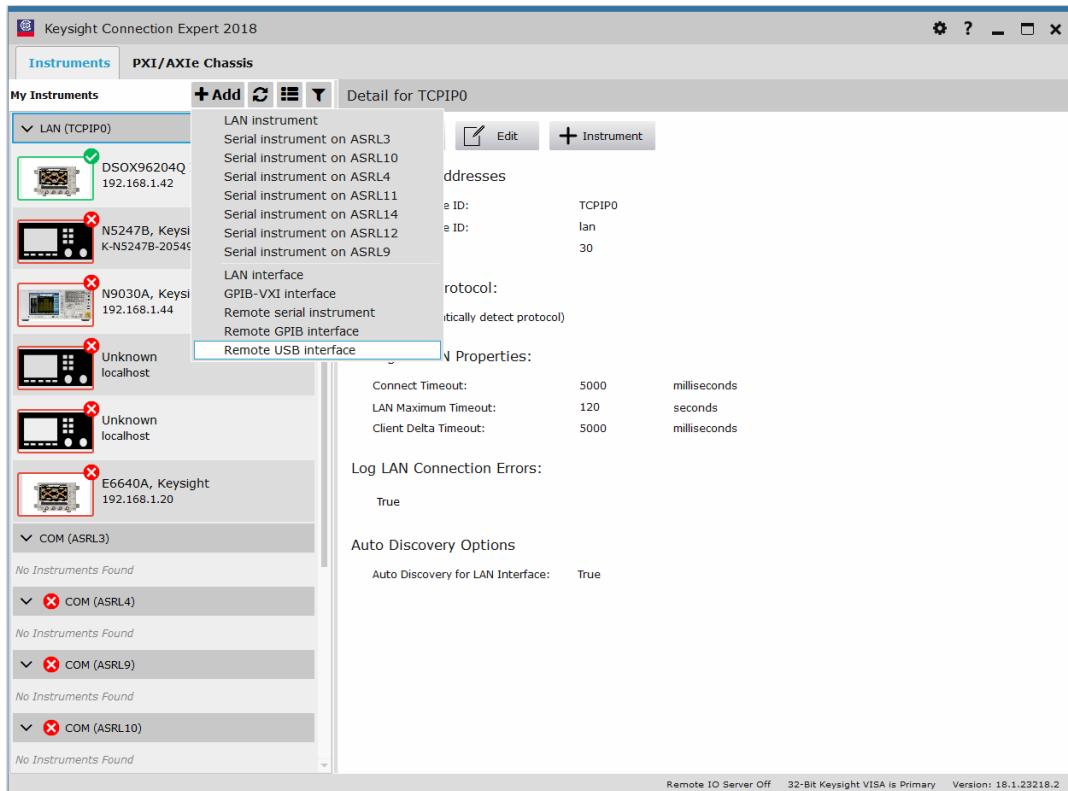 Keysight Connection Expert 2018
?
Instruments PXI/AXIe Chassis
My Instruments
Add
Detail for TCPIP0
LAN (TCPIP0)
DSOX96204Q
192.168.1.42
N5247B, Keysi
K-N5247B-20549
N9030A, Keysi
192.168.1.44
Unknown
localhost
Unknown
localhost
E6640A, Keysight
192.168.1.20
COM (ASRL3)
No Instruments Found
COM (ASRL4)
No Instruments Found
COM (ASRL9)
No Instruments Found
COM (ASRL10)
No Instruments Found
LAN instrument
Serial instrument on ASRL3
Serial instrument on ASRL10
Serial instrument on ASRL4
Serial instrument on ASRL11
Serial instrument on ASRL14
Serial instrument on ASRL12
Serial instrument on ASRL9
LAN interface
GPIB-VXI interface
Remote serial instrument
Remote GPIB interface
Remote USB interface
Edit
Instrument
ddresses
e ID: TCPIP0
e ID: lan
30
rotocol:
tically detect protocol)
N Properties:
Connect Timeout: 5000 milliseconds
LAN Maximum Timeout: 120 seconds
Client Delta Timeout: 5000 milliseconds
Log LAN Connection Errors:
True
Auto Discovery Options
Auto Discovery for LAN Interface: True
Remote IO Server Off 32-Bit Keysight VISA is Primary Version: 18.1.23218.2